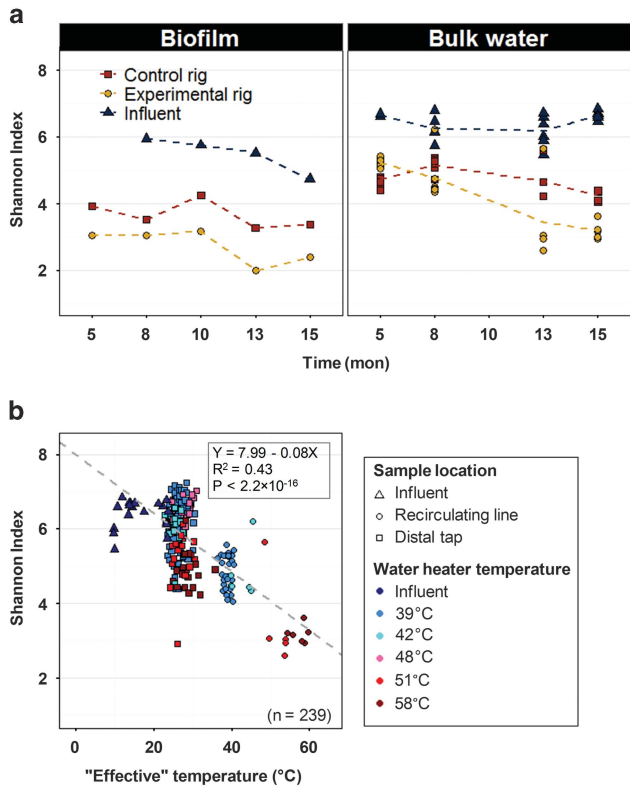 a
Biofilm
Bulk water
Shannon Index
8
6
4
2
Control rig
Experimental rig
Influent
5 8 10 13 15
5 8 10 13 15
Time (mon)
b
Shannon Index
8
6
4
2
Y = 7.99 - 0.08X
R² = 0.43
P < 2.2×10⁻¹⁶
(n = 239)
0 20 40 60
"Effective" temperature (°C)
Sample location
Influent
Recirculating line
Distal tap
Water heater temperature
Influent
39°C
42°C
48°C
51°C
58°C